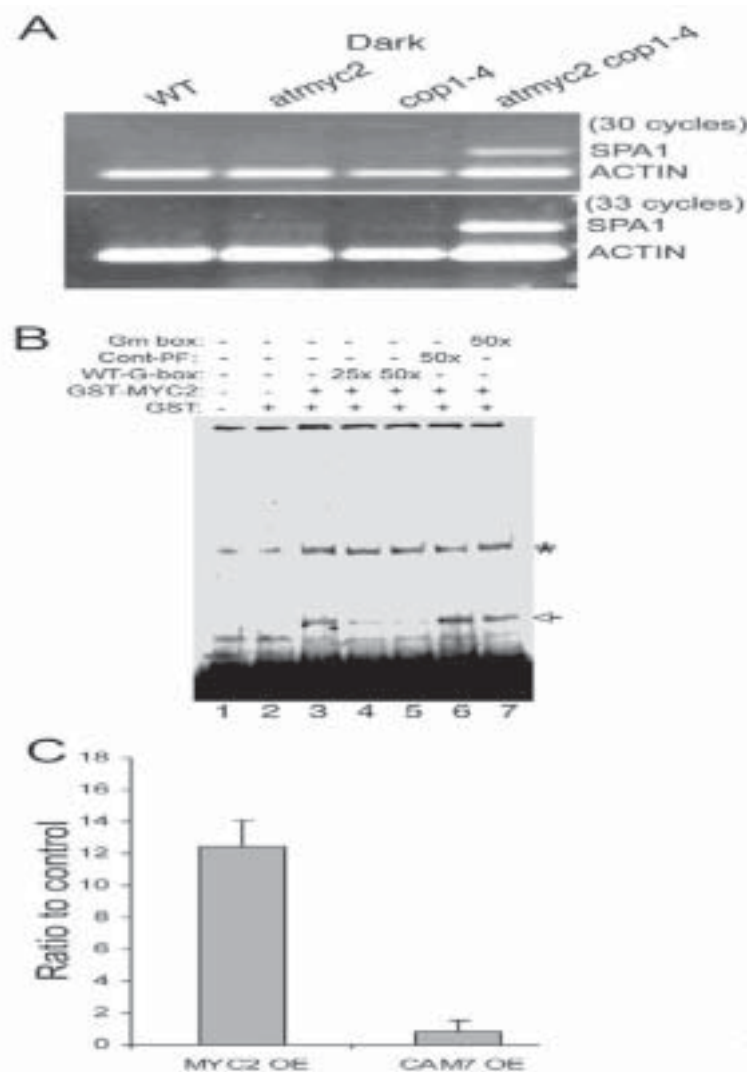 A
Dark
WT atmyc2 cop1-4 atmyc2 cop1-4
(30 cycles)
SPA1
ACTIN
(33 cycles)
SPA1
ACTIN
B
Gm box: - - - - - - 50x
Cont-PF: - - - - - 50x -
WT-G-box: - - - 25x 50x - -
GST-MYC2: - - + + + + +
GST: - + + + + + +
*
1 2 3 4 5 6 7
C
Ratio to control
18
16
14
12
10
8
6
4
2
0
MYC2 OE CAM7 OE